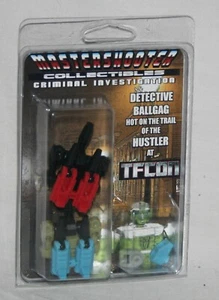 MASTERSHOOTER
COLLECTIBLES
CRIMINAL INVESTIGATION
DETECTIVE
BALLGAG
HOT ON THE TRAIL
OF THE
HUSTLER
AT
TFCON